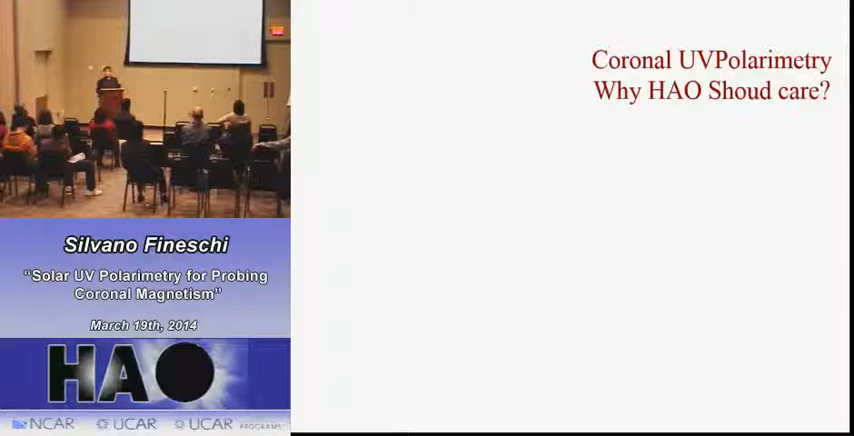 Coronal UVPolarimetry
Why HAO Shoud care?
Silvano Fineschi
“Solar UV Polarimetry for Probing
Coronal Magnetism”
March 19th, 2014
HAO
NCAR UCAR UCAR PROGRAMS